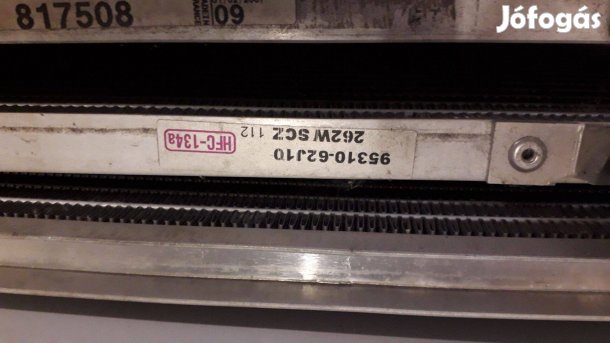 Jófogás
817508
09
HFC-134a
95310-62J10
262W SCZ 112